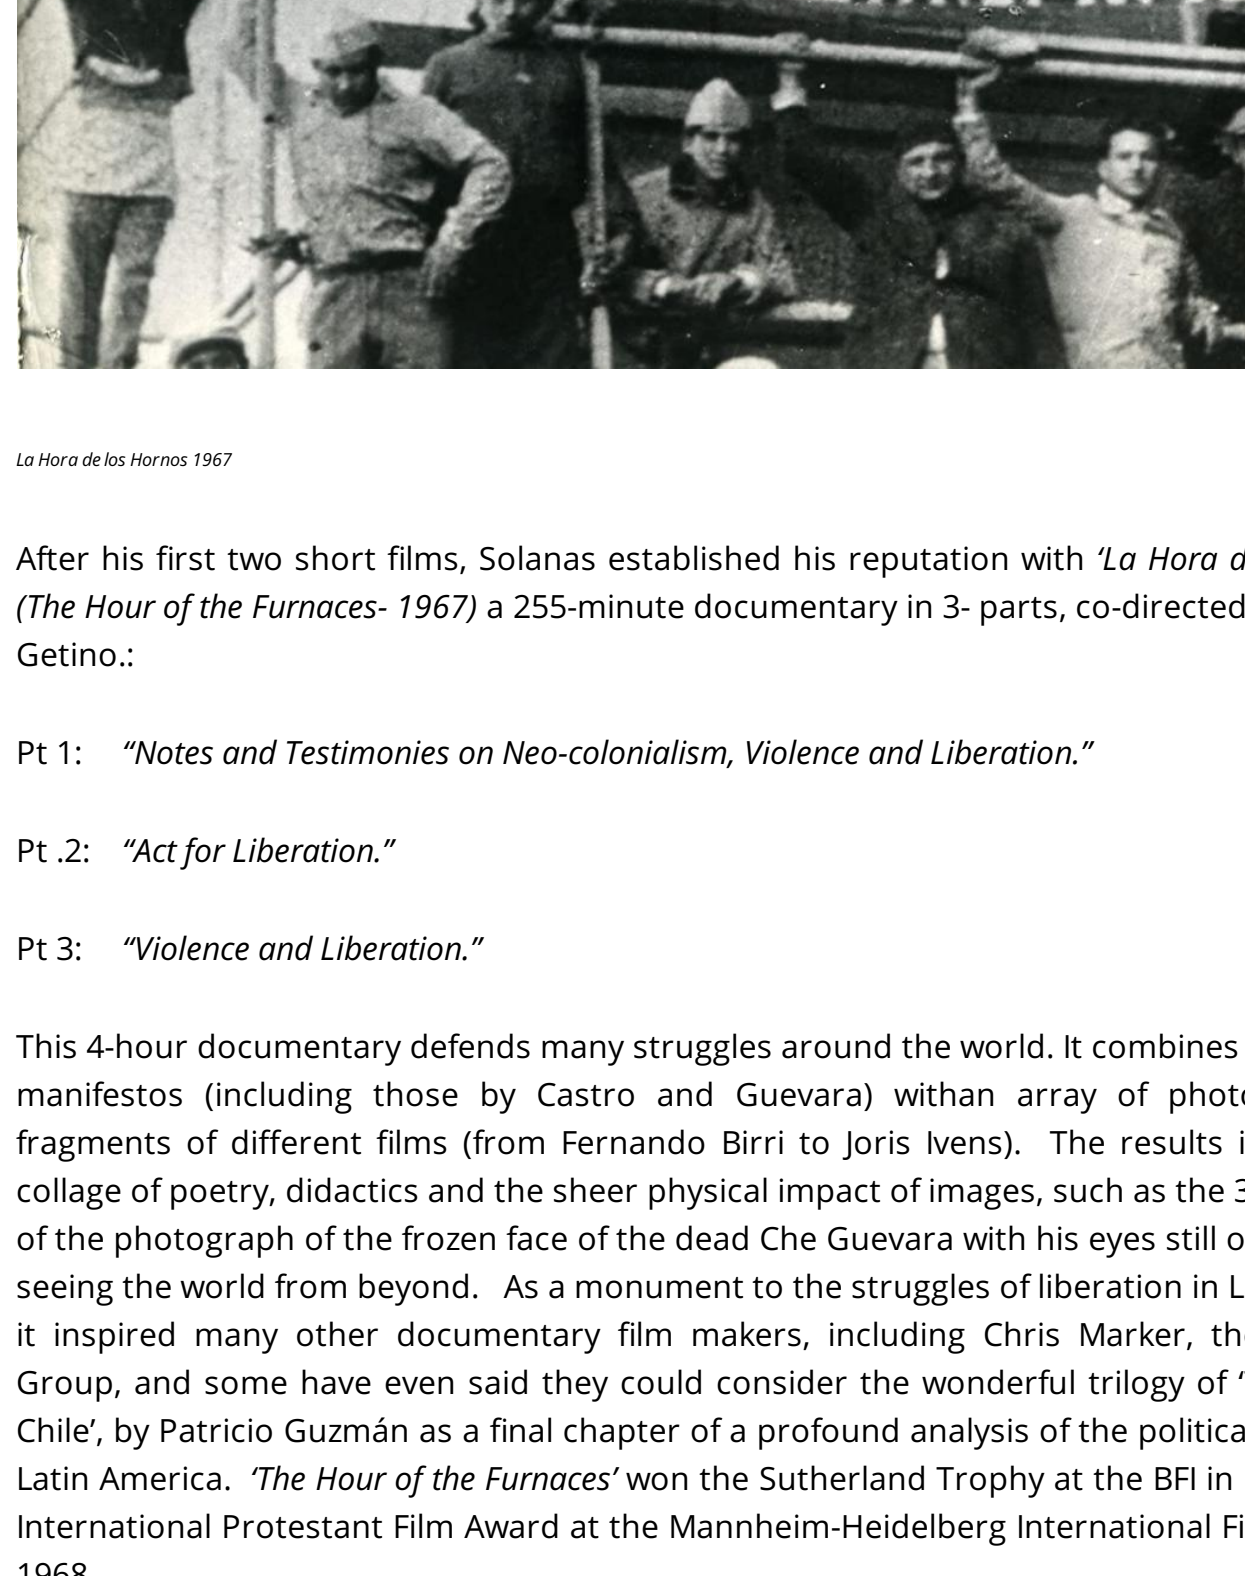 La Hora de los Hornos 1967
After his first two short films, Solanas established his reputation with ‘La Hora
(The Hour of the Furnaces- 1967) a 255-minute documentary in 3- parts, co-directed
Getino.:
Pt 1: “Notes and Testimonies on Neo-colonialism, Violence and Liberation.”
Pt .2: “Act for Liberation.”
Pt 3: “Violence and Liberation.”
This 4-hour documentary defends many struggles around the world. It combines
manifestos (including those by Castro and Guevara) withan array of
fragments of different films (from Fernando Birri to Joris Ivens). The results
collage of poetry, didactics and the sheer physical impact of images, such as the
of the photograph of the frozen face of the dead Che Guevara with his eyes still
seeing the world from beyond. As a monument to the struggles of liberation in
it inspired many other documentary film makers, including Chris Marker,
Group, and some have even said they could consider the wonderful trilogy of
Chile’, by Patricio Guzmán as a final chapter of a profound analysis of the
Latin America. ‘The Hour of the Furnaces’ won the Sutherland Trophy at the BFI in
International Protestant Film Award at the Mannheim-Heidelberg International
1968